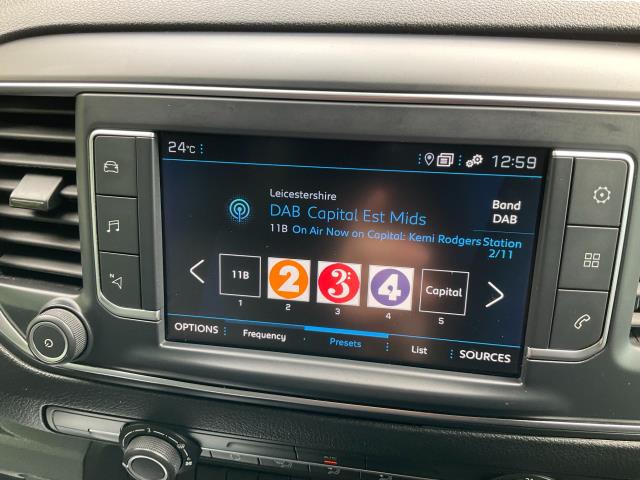 24°C
12:59
Leicestershire
DAB Capital Est Mids
11B On Air Now on Capital: Kemi Rodgers
Band
DAB
Station
2/11
11B
2
3
4
Capital
1
2
3
4
5
OPTIONS
Frequency
Presets
List
SOURCES
N